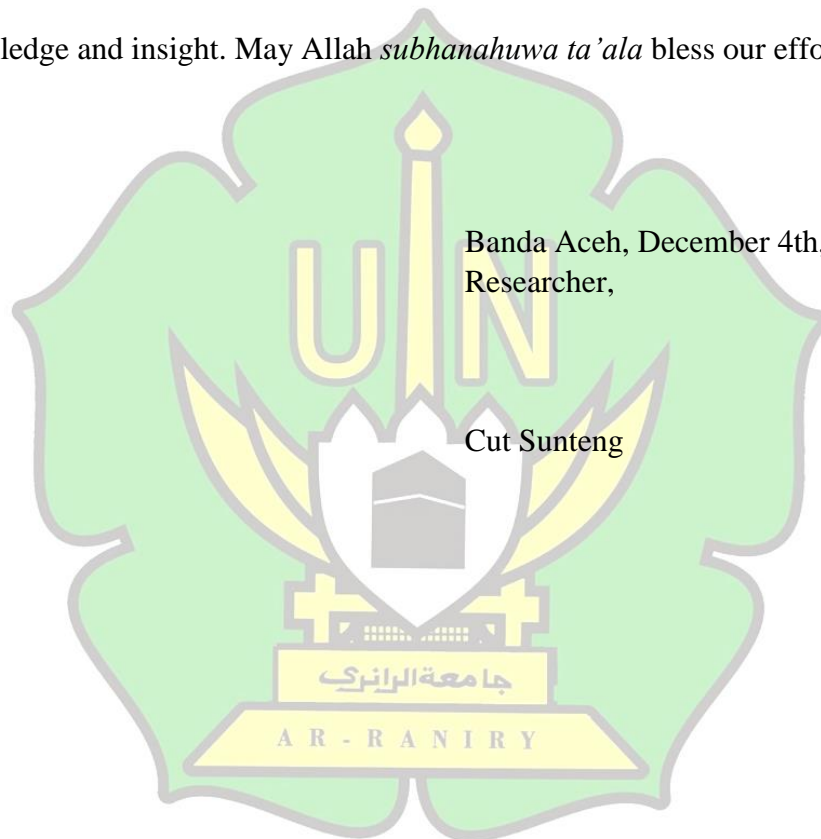 ledge and insight. May Allah subhanahuwa ta’ala bless our effo
Banda Aceh, December 4th,
Researcher,
UIN
Cut Sunteng
جامعة الرانري
AR-RANIRY